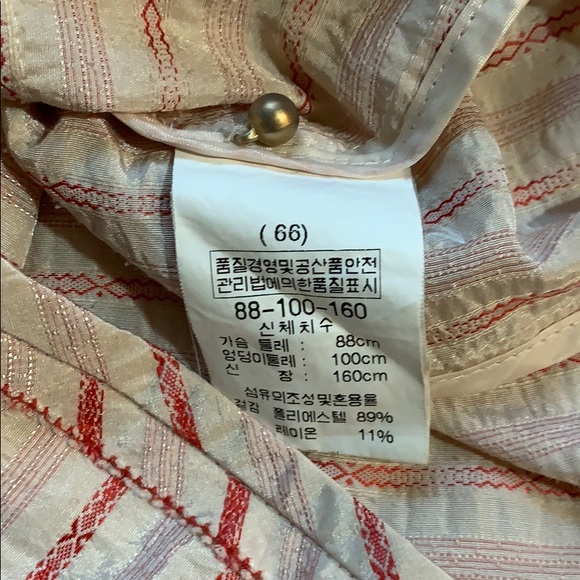 ( 66)
품질경영및공산품안전
관리법에의한품질표시
88-100-160
신체치수
가슴 둘레 : 88cm
엉덩이둘레 : 100cm
신 장 : 160cm
섬유의조성및혼용율
겉감 폴리에스텔 89%
레이온 11%